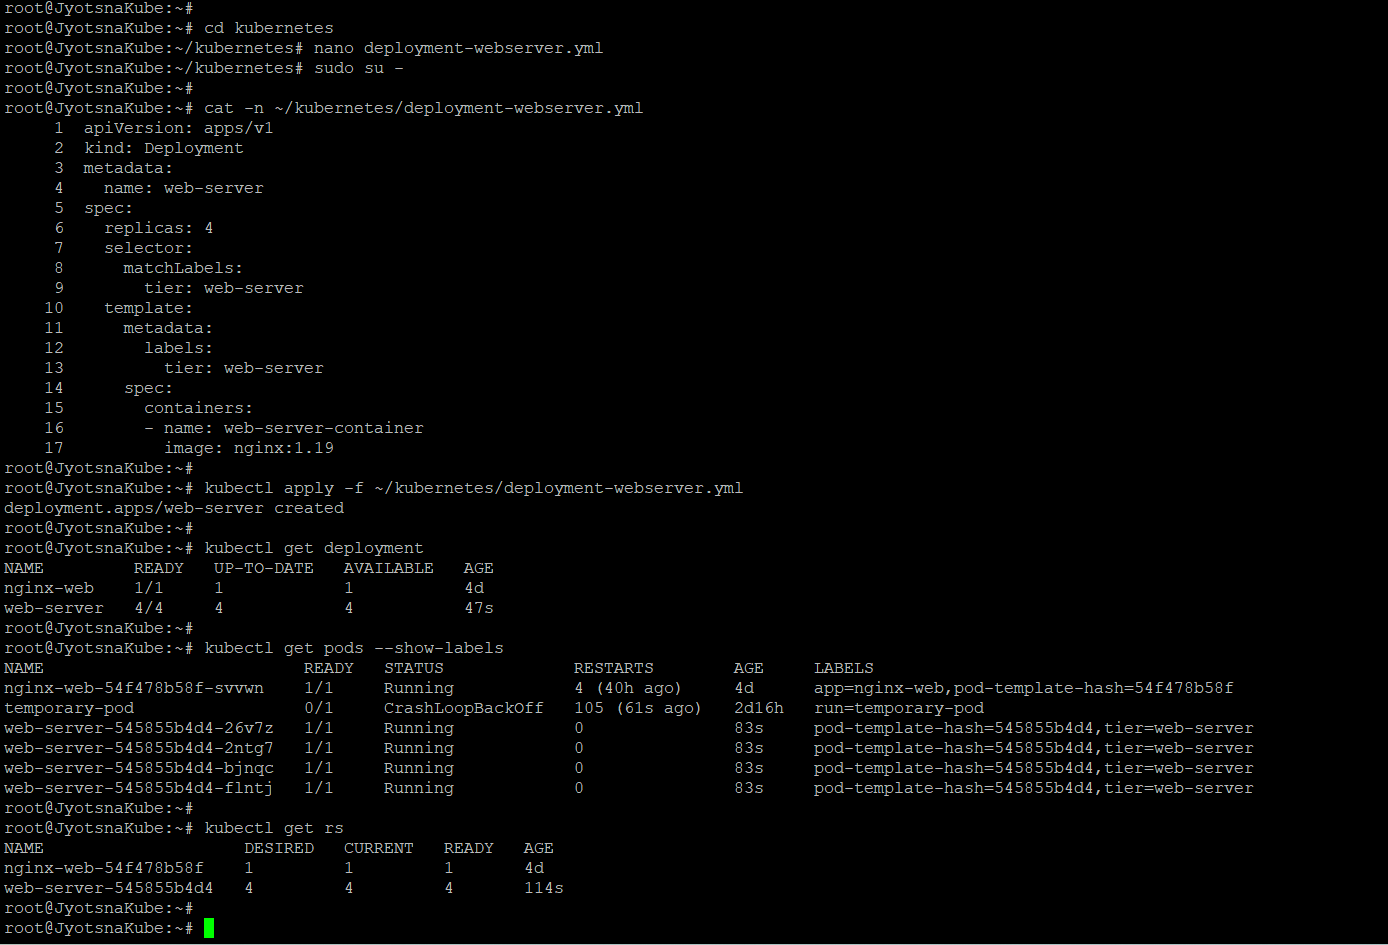 root@JyotsnaKube:~#
root@JyotsnaKube:~# cd kubernetes
root@JyotsnaKube:~/kubernetes# nano deployment-webserver.yml
root@JyotsnaKube:~/kubernetes# sudo su -
root@JyotsnaKube:~#
root@JyotsnaKube:~# cat -n ~/kubernetes/deployment-webserver.yml
     1  apiVersion: apps/v1
     2  kind: Deployment
     3  metadata:
     4    name: web-server
     5  spec:
     6    replicas: 4
     7    selector:
     8      matchLabels:
     9        tier: web-server
    10    template:
    11      metadata:
    12        labels:
    13          tier: web-server
    14      spec:
    15        containers:
    16        - name: web-server-container
    17          image: nginx:1.19
root@JyotsnaKube:~#
root@JyotsnaKube:~# kubectl apply -f ~/kubernetes/deployment-webserver.yml
deployment.apps/web-server created
root@JyotsnaKube:~#
root@JyotsnaKube:~# kubectl get deployment
NAME         READY   UP-TO-DATE   AVAILABLE   AGE
nginx-web    1/1     1            1           4d
web-server   4/4     4            4           47s
root@JyotsnaKube:~#
root@JyotsnaKube:~# kubectl get pods --show-labels
NAME                          READY   STATUS             RESTARTS        AGE     LABELS
nginx-web-54f478b58f-svvwn    1/1     Running            4 (40h ago)     4d      app=nginx-web,pod-template-hash=54f478b58f
temporary-pod                 0/1     CrashLoopBackOff   105 (61s ago)   2d16h   run=temporary-pod
web-server-545855b4d4-26v7z   1/1     Running            0               83s     pod-template-hash=545855b4d4,tier=web-server
web-server-545855b4d4-2ntg7   1/1     Running            0               83s     pod-template-hash=545855b4d4,tier=web-server
web-server-545855b4d4-bjnqc   1/1     Running            0               83s     pod-template-hash=545855b4d4,tier=web-server
web-server-545855b4d4-flntj   1/1     Running            0               83s     pod-template-hash=545855b4d4,tier=web-server
root@JyotsnaKube:~#
root@JyotsnaKube:~# kubectl get rs
NAME                    DESIRED   CURRENT   READY   AGE
nginx-web-54f478b58f    1         1         1       4d
web-server-545855b4d4   4         4         4       114s
root@JyotsnaKube:~#
root@JyotsnaKube:~#